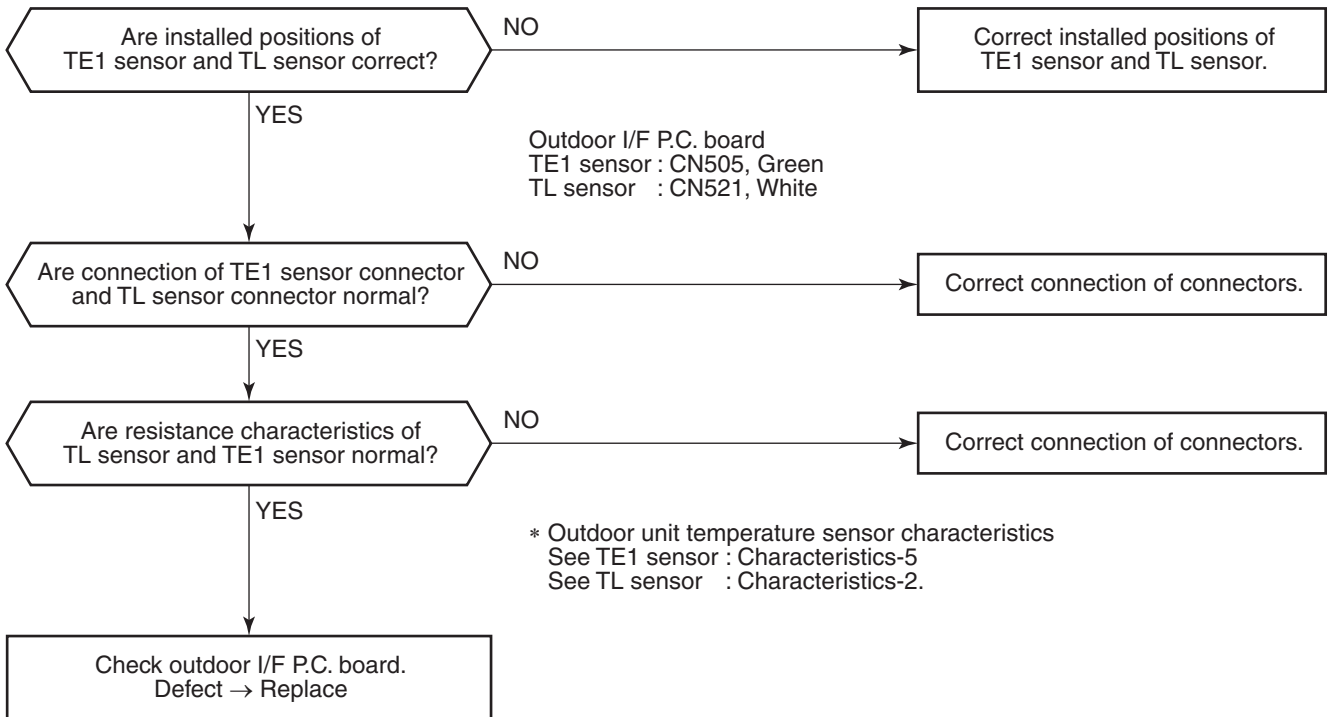 Are installed positions of
TE1 sensor and TL sensor correct?
NO
Correct installed positions of
TE1 sensor and TL sensor.
YES
Outdoor I/F P.C. board
TE1 sensor : CN505, Green
TL sensor : CN521, White
Are connection of TE1 sensor connector
and TL sensor connector normal?
NO
Correct connection of connectors.
YES
Are resistance characteristics of
TL sensor and TE1 sensor normal?
NO
Correct connection of connectors.
YES
* Outdoor unit temperature sensor characteristics
See TE1 sensor : Characteristics-5
See TL sensor : Characteristics-2.
Check outdoor I/F P.C. board.
Defect → Replace